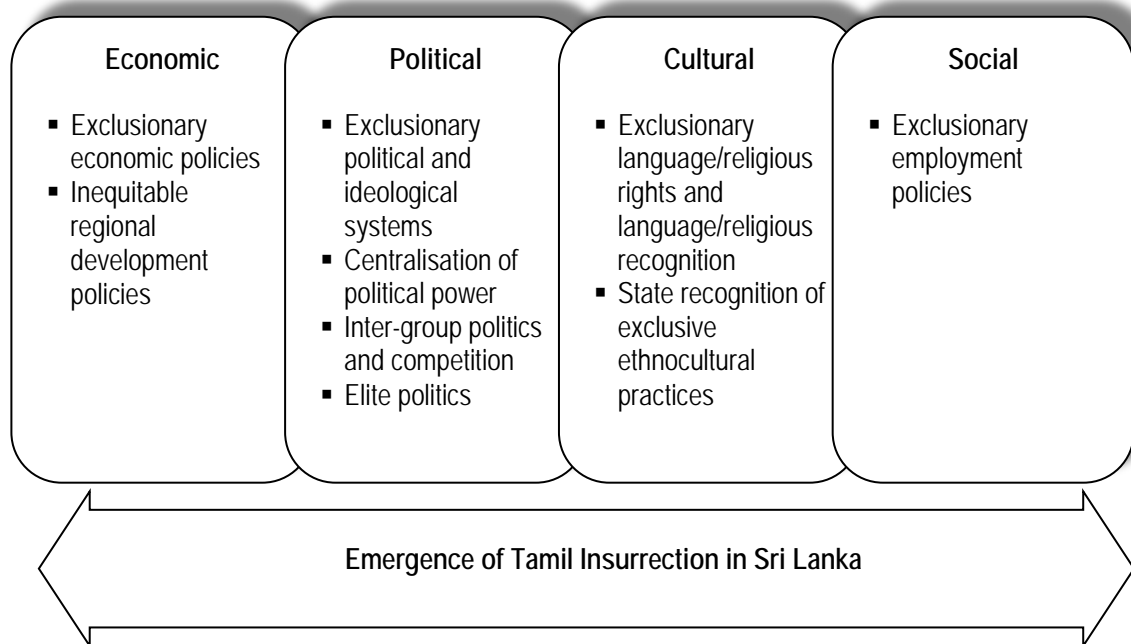 Economic
▪ Exclusionary
economic policies
▪ Inequitable
regional
development
policies
Political
▪ Exclusionary
political and
ideological
systems
▪ Centralisation of
political power
▪ Inter-group politics
and competition
▪ Elite politics
Cultural
▪ Exclusionary
language/religious
rights and
language/religious
recognition
▪ State recognition of
exclusive
ethnocultural
practices
Social
▪ Exclusionary
employment
policies
Emergence of Tamil Insurrection in Sri Lanka